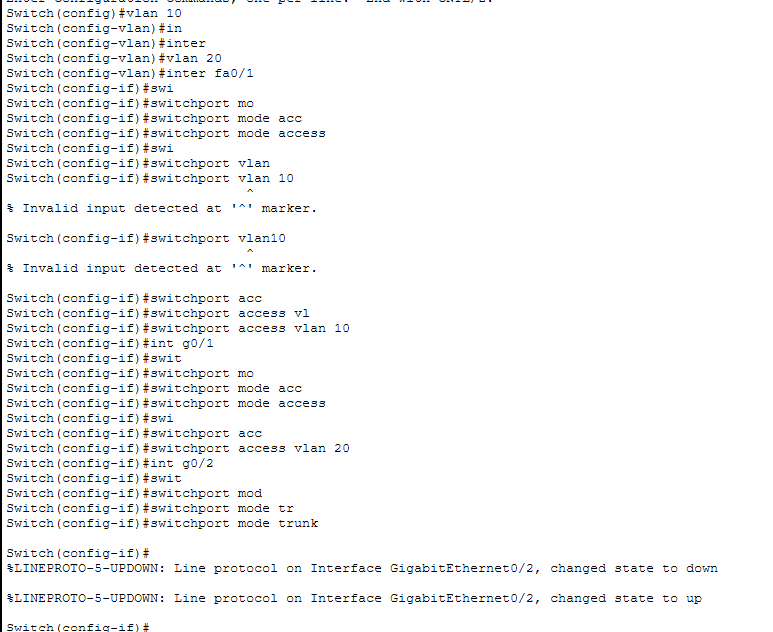 Switch(config)#vlan 10
Switch(config-vlan)#in
Switch(config-vlan)#inter
Switch(config-vlan)#vlan 20
Switch(config-vlan)#inter fa0/1
Switch(config-if)#swi
Switch(config-if)#switchport mo
Switch(config-if)#switchport mode acc
Switch(config-if)#switchport mode access
Switch(config-if)#swi
Switch(config-if)#switchport vlan
Switch(config-if)#switchport vlan 10
^
% Invalid input detected at '^' marker.
Switch(config-if)#switchport vlan10
^
% Invalid input detected at '^' marker.
Switch(config-if)#switchport acc
Switch(config-if)#switchport access vl
Switch(config-if)#switchport access vlan 10
Switch(config-if)#int g0/1
Switch(config-if)#swit
Switch(config-if)#switchport mo
Switch(config-if)#switchport mode acc
Switch(config-if)#switchport mode access
Switch(config-if)#swi
Switch(config-if)#switchport acc
Switch(config-if)#switchport access vlan 20
Switch(config-if)#int g0/2
Switch(config-if)#swit
Switch(config-if)#switchport mod
Switch(config-if)#switchport mode tr
Switch(config-if)#switchport mode trunk
Switch(config-if)#
%LINEPROTO-5-UPDOWN: Line protocol on Interface GigabitEthernet0/2, changed state to down
%LINEPROTO-5-UPDOWN: Line protocol on Interface GigabitEthernet0/2, changed state to up
Switch(config-if)#